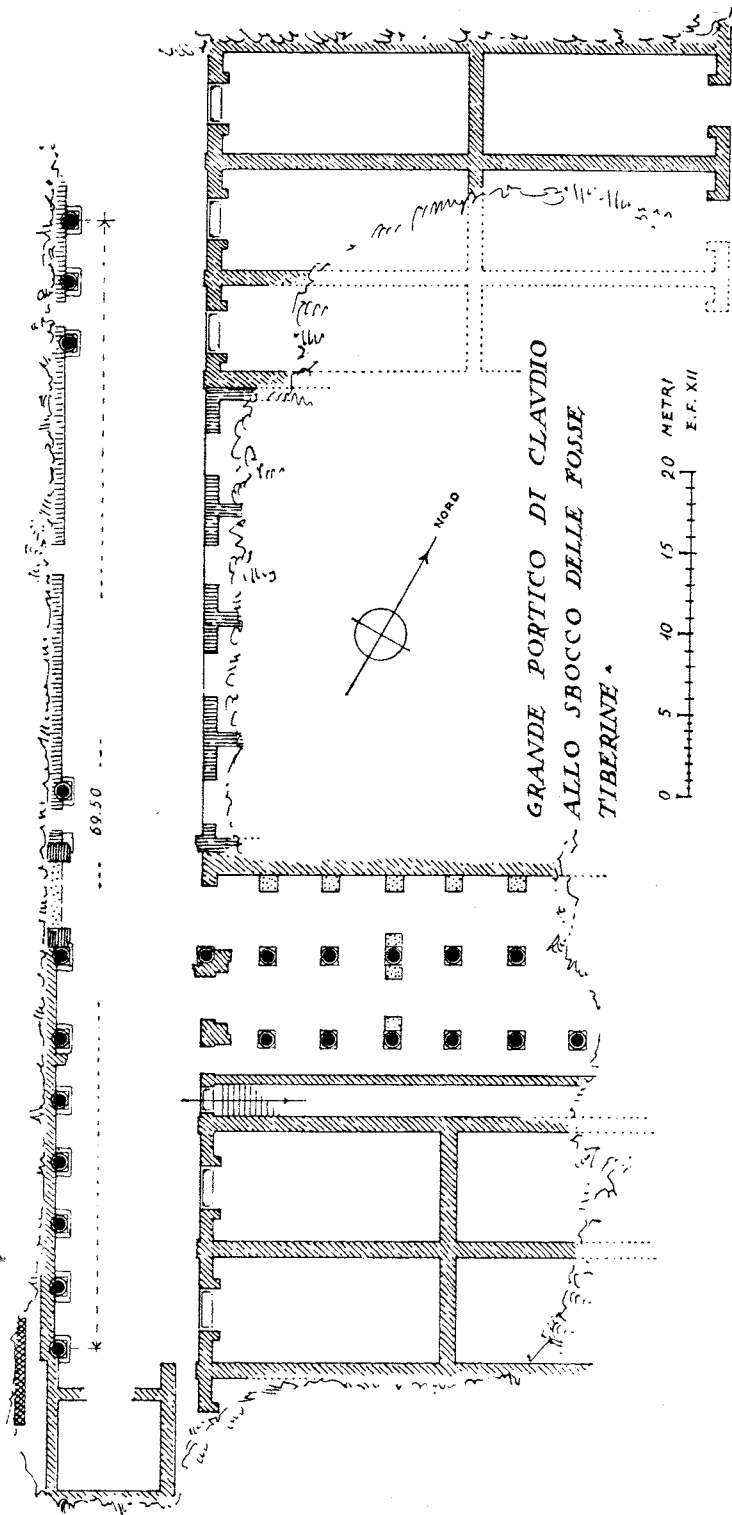 GRANDE PORTICO DI CLAVDIO
ALLO SBOCCO DELLE FOSSE
TIBERINE
NORD
69.50
0 5 10 15 20 METRI
E.F. XII